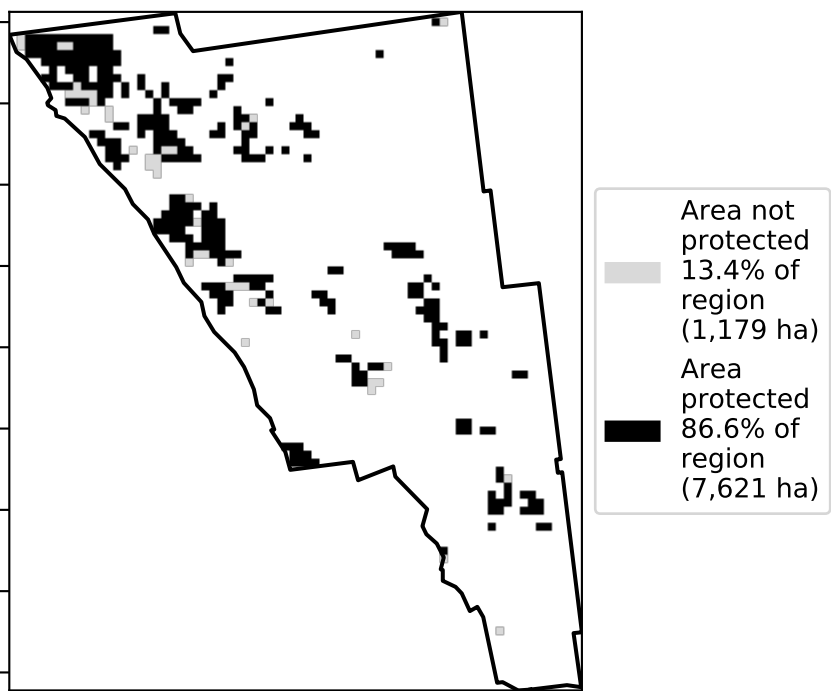 Area not
protected
13.4% of
region
(1,179 ha)
Area
protected
86.6% of
region
(7,621 ha)